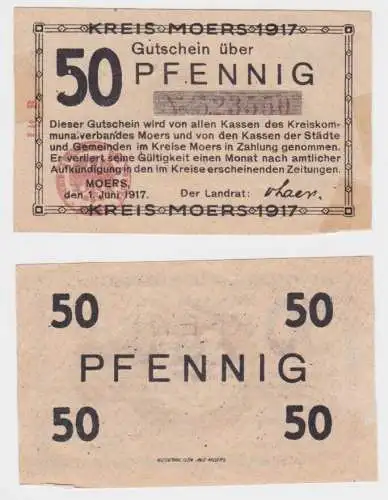 KREIS MOERS 1917
Gutschein über
50 PFENNIG
Dieser Gutschein wird von allen Kassen des Kreiskom-
munalverbandes Moers und von den Kassen der Städte
und Gemeinden im Kreise Moers in Zahlung genommen.
Er verliert seine Gültigkeit einen Monat nach amtlicher
Aufkündigung in den im Kreise erscheinenden Zeitungen.
MOERS,
den 1. Juni 1917. Der Landrat:
KREIS MOERS 1917
50 50
PFENNIG
50 50